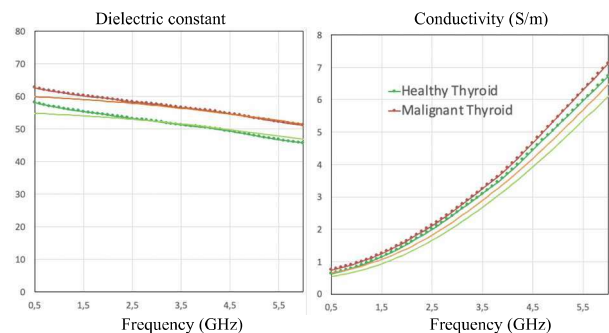 Dielectric constant
80
70
60
50
40
30
20
10
0
0,5 1,5 2,5 3,5 4,5 5,5
Frequency (GHz)
Conductivity (S/m)
8
7
6
5
4
3
2
1
0
Healthy Thyroid
Malignant Thyroid
0,5 1,5 2,5 3,5 4,5 5,5
Frequency (GHz)